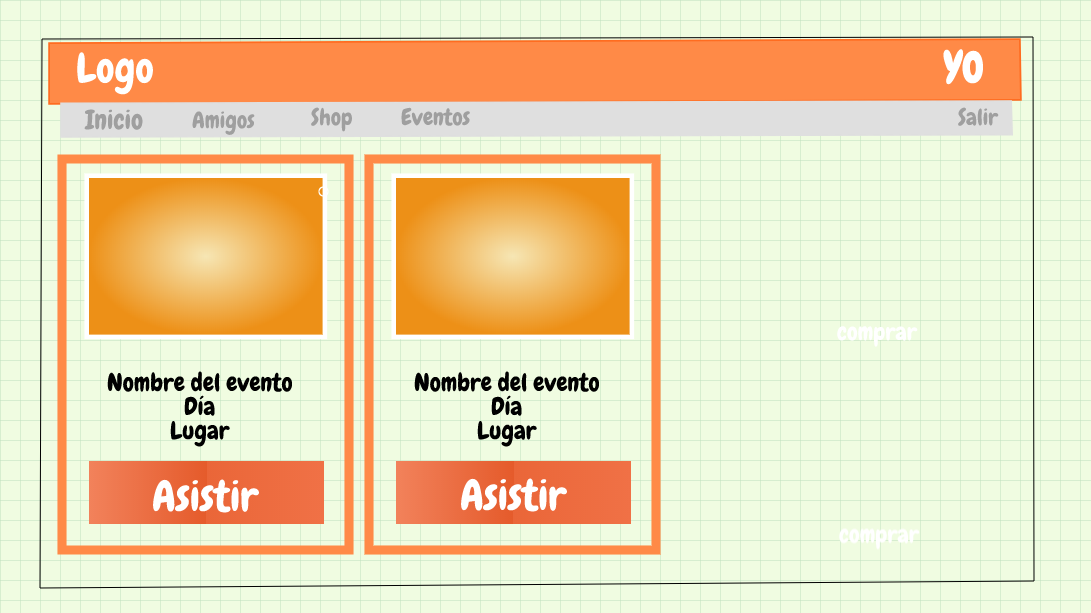 Logo
YO
Inicio
Amigos
Shop
Eventos
Salir
Nombre del evento
Día
Lugar
Asistir
Nombre del evento
Día
Lugar
Asistir
comprar
comprar